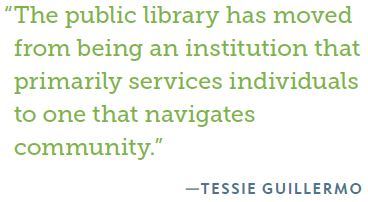 “The public library has moved
from being an institution that
primarily services individuals
to one that navigates
community.”
—TESSIE GUILLERMO